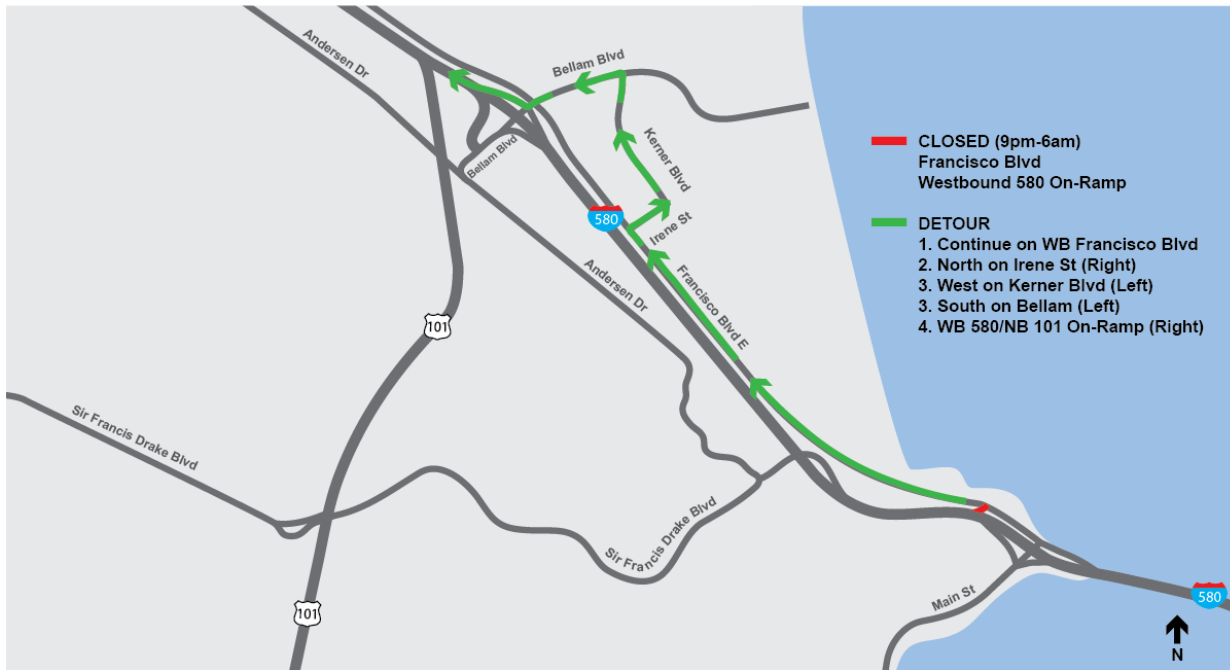 Andersen Dr
Bellam Blvd
Bellam Blvd
Kerner Blvd
CLOSED (9pm-6am)
Francisco Blvd
Westbound 580 On-Ramp
580
Irene St
DETOUR
1. Continue on WB Francisco Blvd
2. North on Irene St (Right)
3. West on Kerner Blvd (Left)
3. South on Bellam (Left)
4. WB 580/NB 101 On-Ramp (Right)
Andersen Dr
Francisco Blvd E
101
Sir Francis Drake Blvd
Sir Francis Drake Blvd
101
Main St
580
N